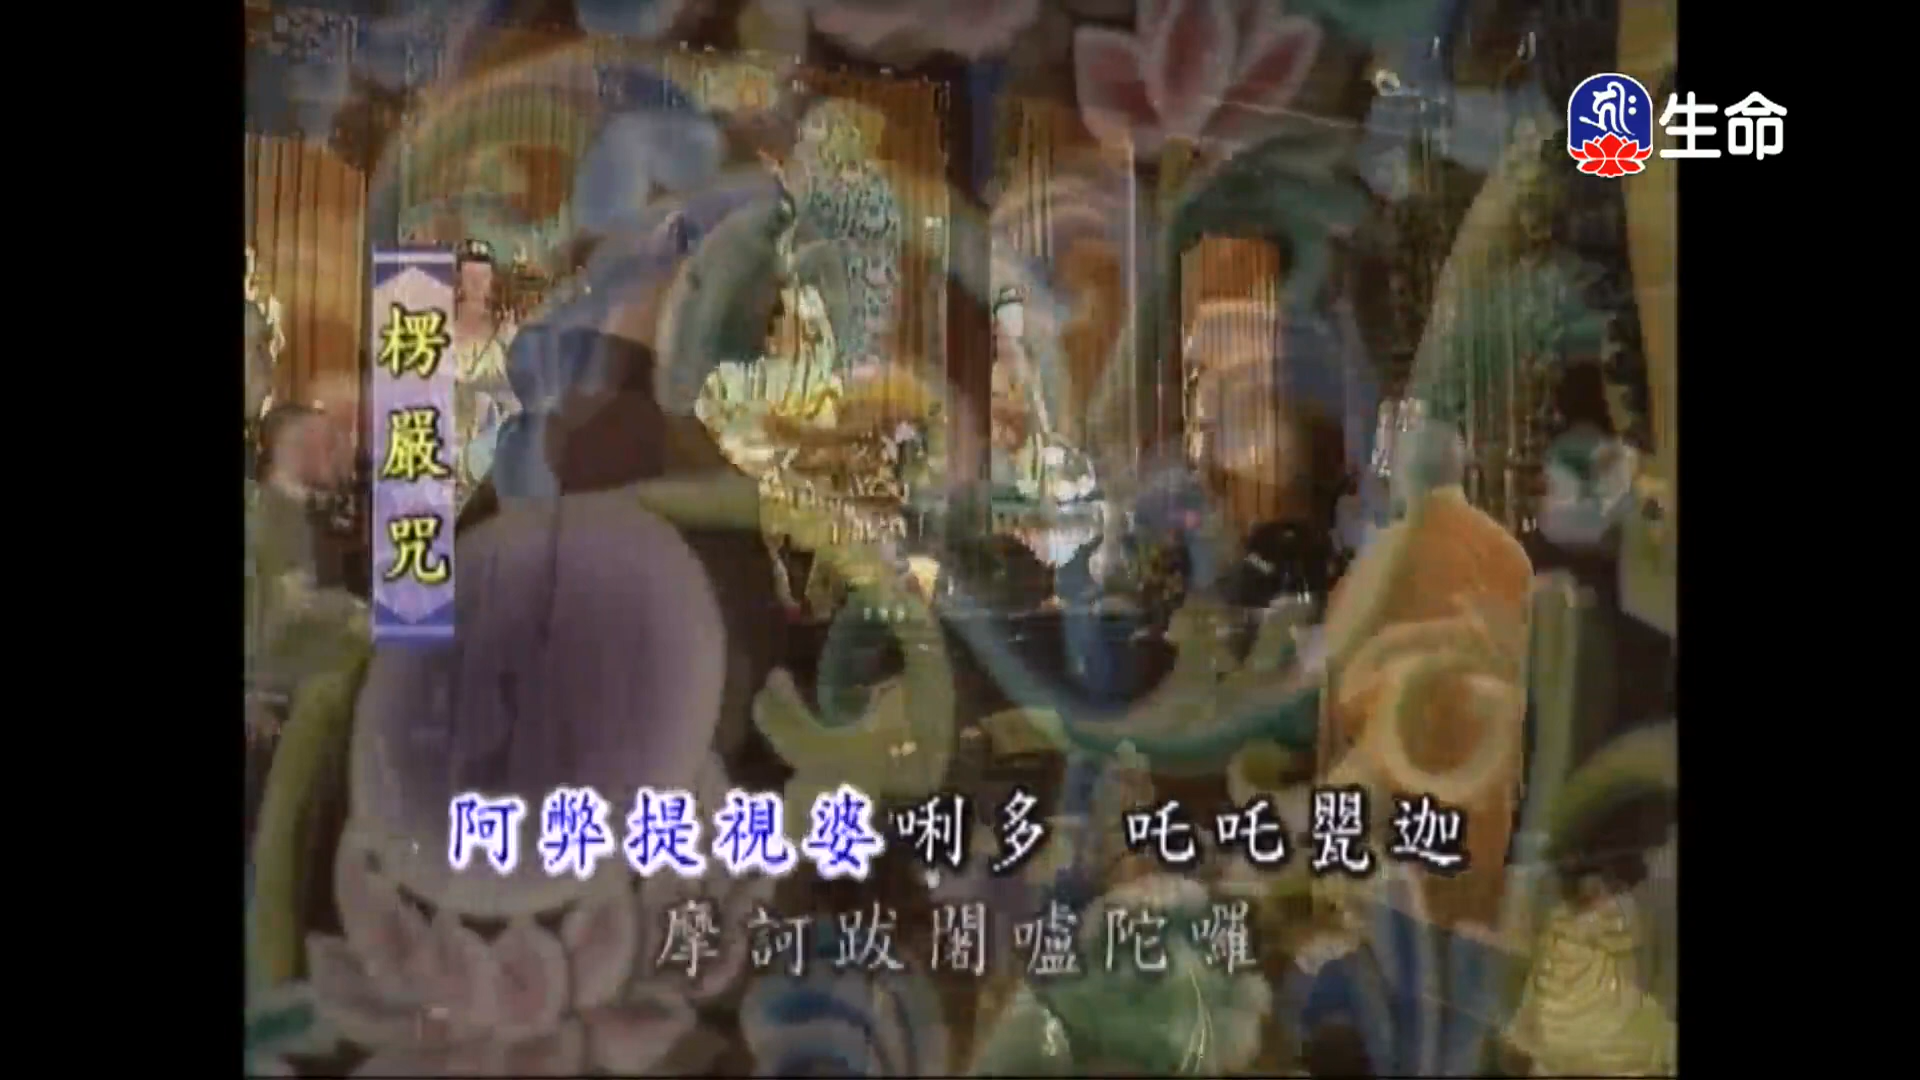 生命
楞嚴咒
阿弊提視婆唎多 吒吒甖迦
摩訶跋闍嚧陀囉